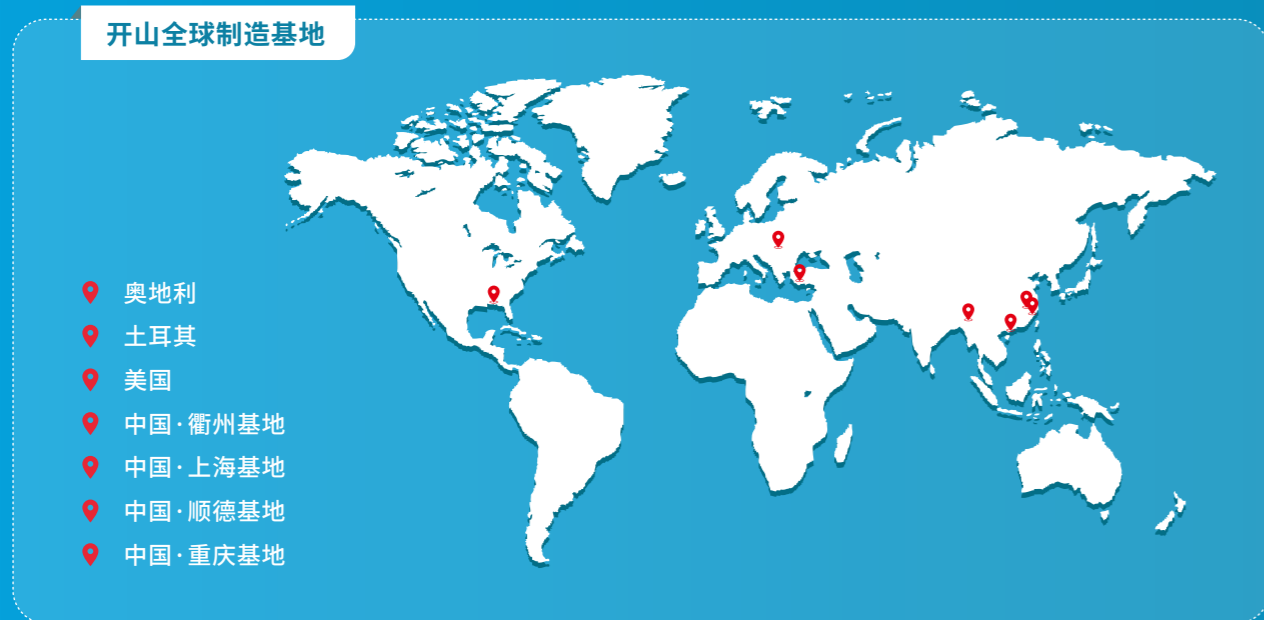 开山全球制造基地
奥地利
土耳其
美国
中国·衢州基地
中国·上海基地
中国·顺德基地
中国·重庆基地